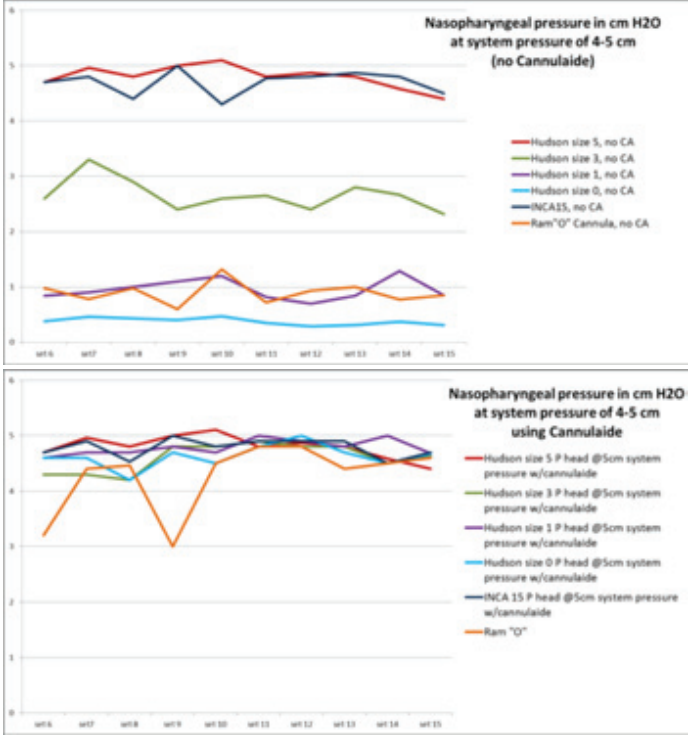 Nasopharyngeal pressure in cm H2O
at system pressure of 4-5 cm
(no Cannulaide)
6
5
4
3
2
1
0
Hudson size 5, no CA
Hudson size 3, no CA
Hudson size 1, no CA
Hudson size 0, no CA
INCA15, no CA
Ram"O" Cannula, no CA
set 6 set7 set 8 set 9 set 10 set 11 set 12 set 13 set 14 set 15
Nasopharyngeal pressure in cm H2O
at system pressure of 4-5 cm
using Cannulaide
6
5
4
3
2
1
0
Hudson size 5 P head @5cm system
pressure w/cannulaide
Hudson size 3 P head @5cm system
pressure w/cannulaide
Hudson size 1 P head @5cm system
pressure w/cannulaide
Hudson size 0 P head @5cm system
pressure w/cannulaide
INCA 15 P head @5cm system pressure
w/cannulaide
Ram "O"
set 6 set7 set 8 set 9 set 10 set 11 set 12 set 13 set 14 set 15